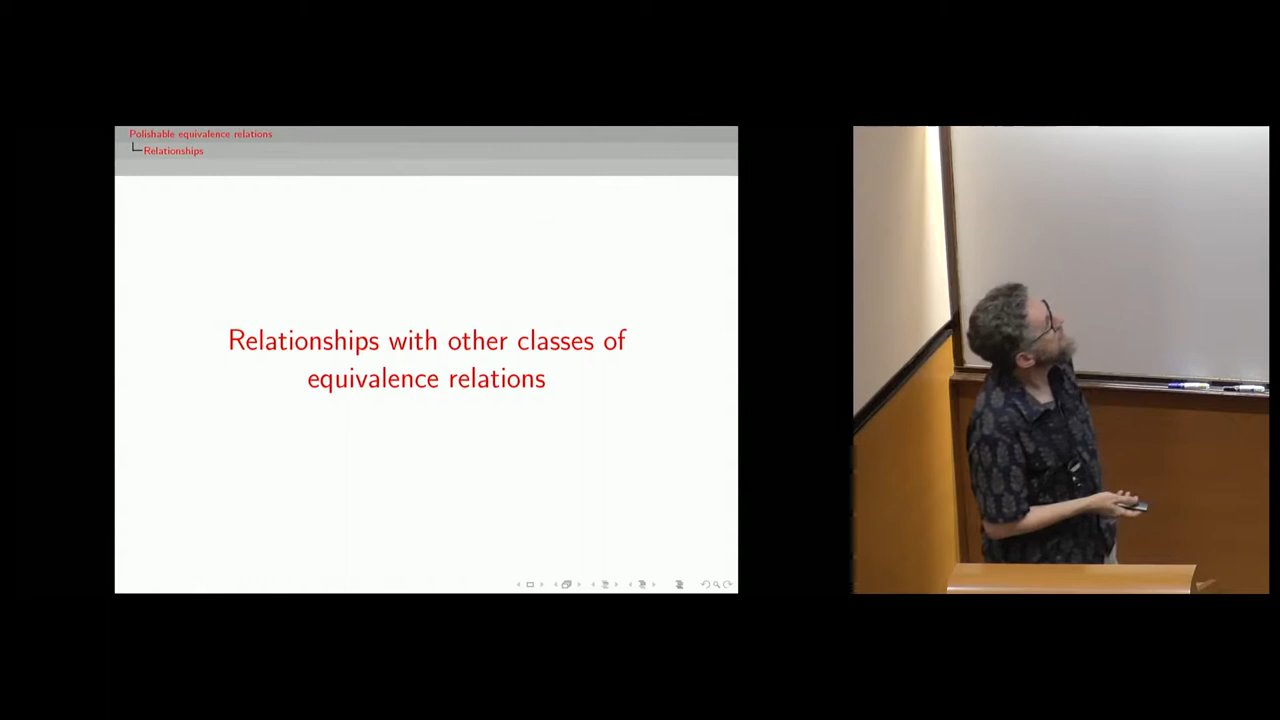 Polishable equivalence relations
Relationships
Relationships with other classes of
equivalence relations